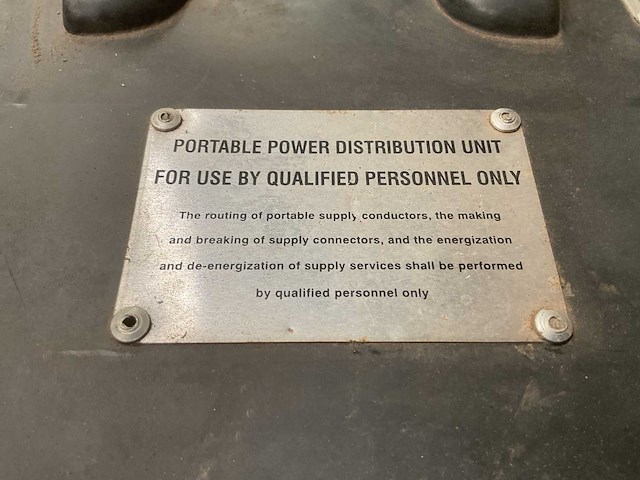 PORTABLE POWER DISTRIBUTION UNIT
FOR USE BY QUALIFIED PERSONNEL ONLY
The routing of portable supply conductors, the making
and breaking of supply connectors, and the energization
and de-energization of supply services shall be performed
by qualified personnel only